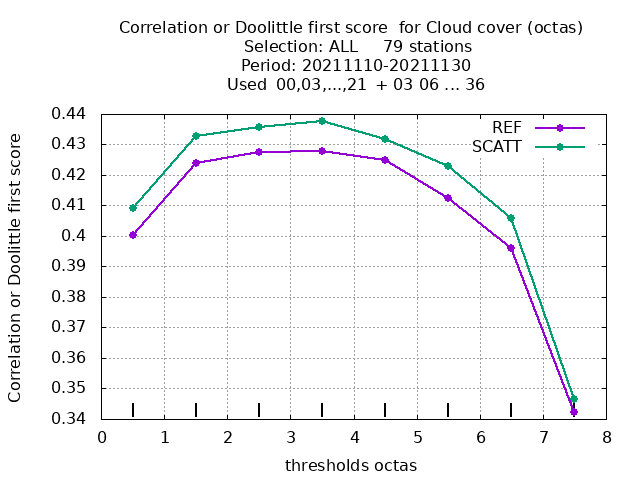 Correlation or Doolittle first score  for Cloud cover (octas)
Selection: ALL     79 stations
Period: 20211110-20211130
Used  00,03,...,21  + 03 06 ... 36
REF
SCATT
Correlation or Doolittle first score
0.44
0.43
0.42
0.41
0.4
0.39
0.38
0.37
0.36
0.35
0.34
0 1 2 3 4 5 6 7 8
thresholds octas